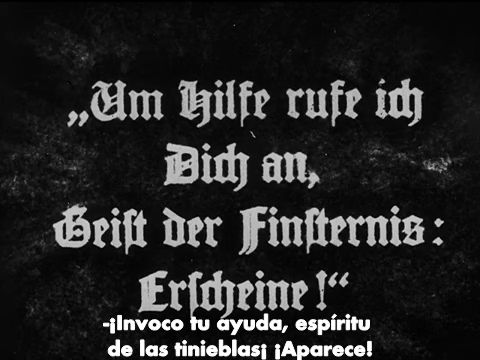 „Um Hilfe rufe ich
Dich an,
Geiſt der Finſternis:
Erſcheine!“
-¡Invoco tu ayuda, espíritu
de las tinieblas¡ ¡Aparece!